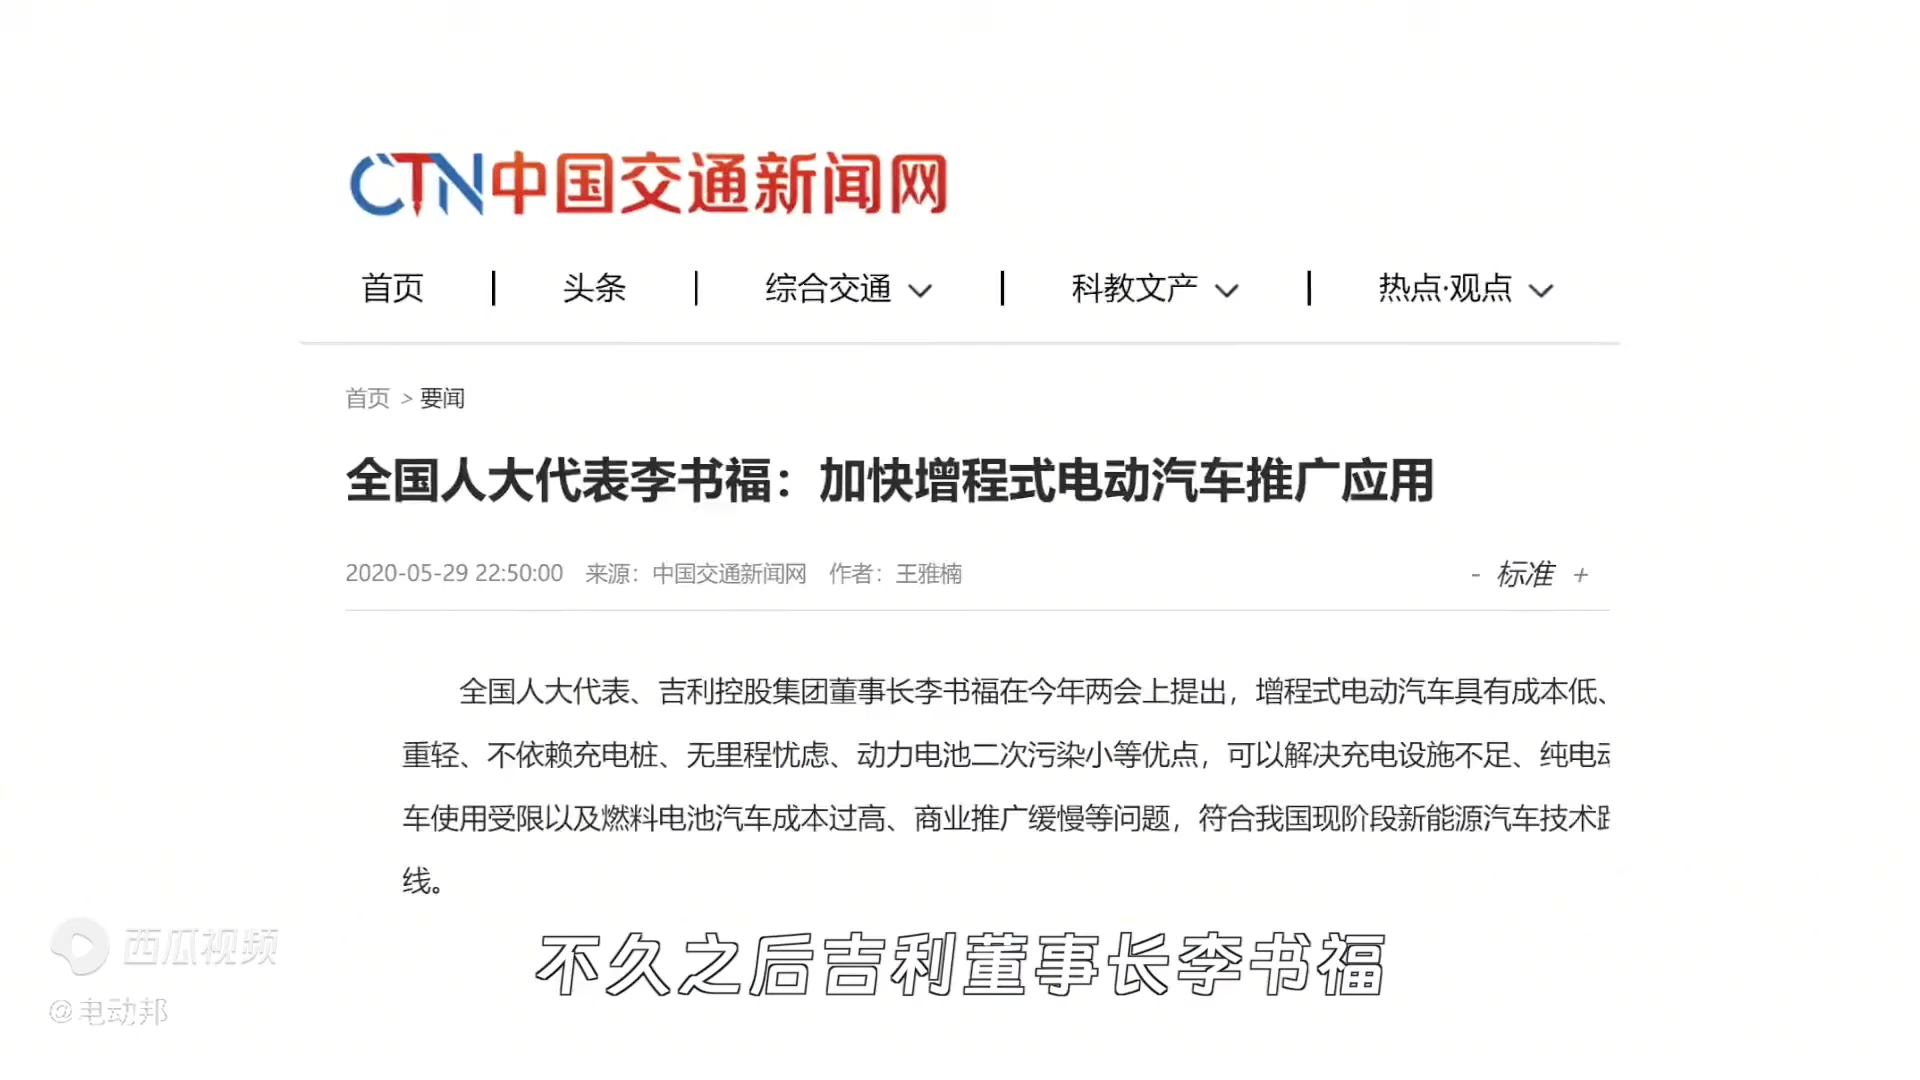 CTN中国交通新闻网
首页 | 头条 | 综合交通 | 科教文产 | 热点·观点
首页 > 要闻
全国人大代表李书福：加快增程式电动汽车推广应用
2020-05-29 22:50:00 来源：中国交通新闻网 作者：王雅楠 - 标准 +
全国人大代表、吉利控股集团董事长李书福在今年两会上提出，增程式电动汽车具有成本低、
重轻、不依赖充电桩、无里程忧虑、动力电池二次污染小等优点，可以解决充电设施不足、纯电
车使用受限以及燃料电池汽车成本过高、商业推广缓慢等问题，符合我国现阶段新能源汽车技术
线。
不久之后吉利董事长李书福
西瓜视频
@电动邦